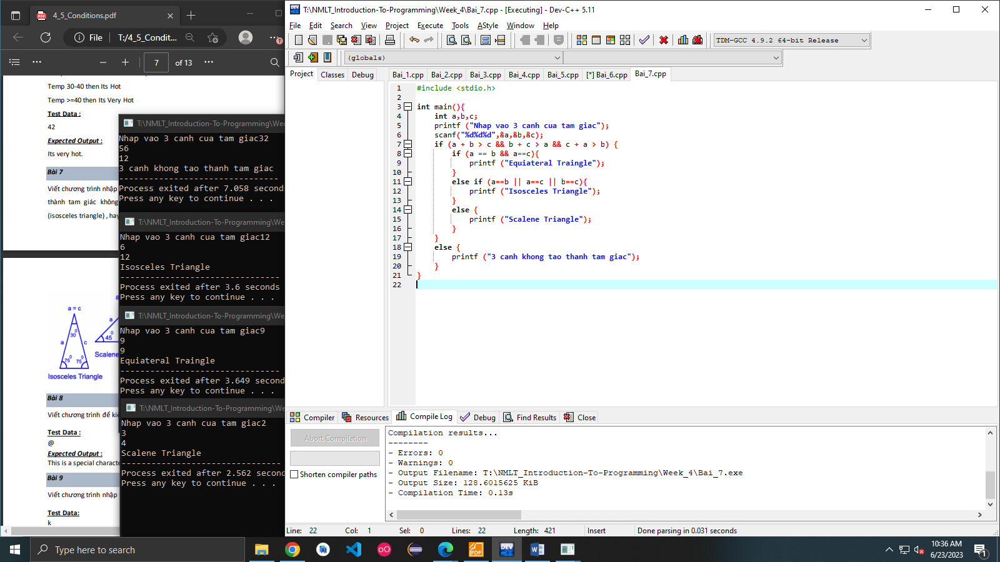 4_5_Conditions.pdf
File
T:/4_5_Condit...
7
of 13
Temp 30-40 then Its Hot
Temp >=40 then Its Very Hot
Test Data :
42
Expected Output :
Its very hot.
Bài 7
Viết chương trình nhập
thành tam giác không
(isosceles triangle) , hay
a = c
30
0
a
c
75
0
75
0
Isosceles Triangle
a
a
0
45
Scalene
Bài 8
Viết chương trình để
Test Data :
@
Expected Output :
This is a special characte
Bài 9
Viết chương trình nhập
Test Data:
k
T:\NMLT_Introduction-To-Programming\Wee
Nhap vao 3 canh cua tam giac32
56
12
3 canh khong tao thanh tam giac
--------------------------------
Process exited after 7.058 seconds
Press any key to continue . . .
T:\NMLT_Introduction-To-Programming\We
Nhap vao 3 canh cua tam giac12
6
12
Isosceles Triangle
--------------------------------
Process exited after 3.6 seconds
Press any key to continue . . .
T:\NMLT_Introduction-To-Programming\We
Nhap vao 3 canh cua tam giac9
9
9
Equiateral Traingle
--------------------------------
Process exited after 3.649 second
Press any key to continue . . .
T:\NMLT_Introduction-To-Programming\We
Nhap vao 3 canh cua tam giac2
3
4
Scalene Triangle
--------------------------------
Process exited after 2.562 second
Press any key to continue . . .
T:\NMLT_Introduction-To-Programming\Week_4\Bai_7.cpp - [Executing] - Dev-C++ 5.11
File Edit Search View Project Execute Tools AStyle Window Help
TDM-GCC 4.9.2 64-bit Release
(globals)
Project Classes Debug
Bai_1.cpp Bai_2.cpp Bai_3.cpp Bai_4.cpp Bai_5.cpp [*] Bai_6.cpp Bai_7.cpp
1 #include <stdio.h>
2
3 int main(){
4 int a,b,c;
5 printf ("Nhap vao 3 canh cua tam giac");
6 scanf("%d%d%d",&a,&b,&c);
7 if (a + b > c && b + c > a && c + a > b) {
8 if (a == b && a==c){
9 printf ("Equiateral Traingle");
10 }
11 else if (a==b || a==c || b==c){
12 printf ("Isosceles Triangle");
13 }
14 else {
15 printf ("Scalene Triangle");
16 }
17 }
18 else {
19 printf ("3 canh khong tao thanh tam giac");
20 }
21 }
22
Compiler Resources Compile Log Debug Find Results Close
Abort Compilation
Shorten compiler paths
Compilation results...
--------
- Errors: 0
- Warnings: 0
- Output Filename: T:\NMLT_Introduction-To-Programming\Week_4\Bai_7.exe
- Output Size: 128.6015625 KiB
- Compilation Time: 0.13s
Line: 22 Col: 1 Sel: 0 Lines: 22 Length: 421 Insert Done parsing in 0.031 seconds
Type here to search
PDF
DEV
10:36 AM
6/23/2023
1